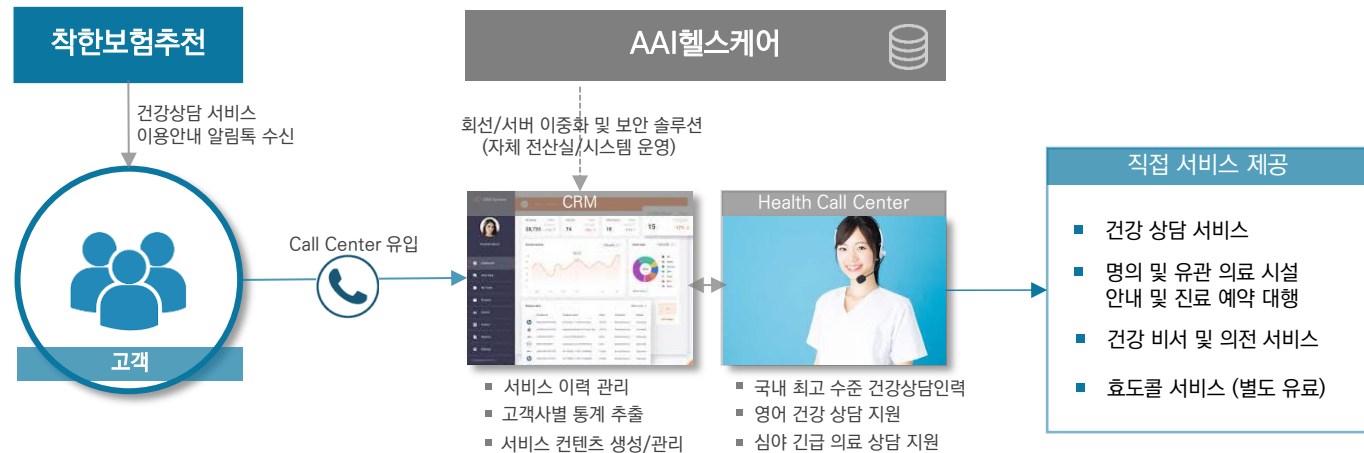 착한보험추천
AAI헬스케어
건강상담 서비스
이용안내 알림톡 수신
회선/서버 이중화 및 보안 솔루션
(자체 전산실/시스템 운영)
고객
Call Center 유입
CRM
Health Call Center
서비스 이력 관리
고객사별 통계 추출
서비스 컨텐츠 생성/관리
국내 최고 수준 건강상담인력
영어 건강 상담 지원
심야 긴급 의료 상담 지원
직접 서비스 제공
건강 상담 서비스
명의 및 유관 의료 시설
안내 및 진료 예약 대행
건강 비서 및 의전 서비스
효도콜 서비스 (별도 유료)